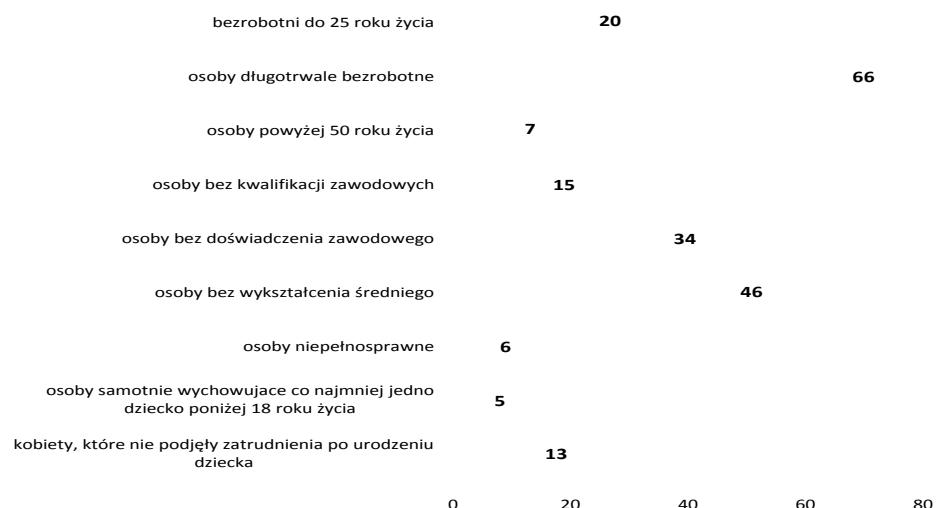 bezrobotni do 25 roku życia 20
osoby długotrwale bezrobotne 66
osoby powyżej 50 roku życia 7
osoby bez kwalifikacji zawodowych 15
osoby bez doświadczenia zawodowego 34
osoby bez wykształcenia średniego 46
osoby niepełnosprawne 6
osoby samotnie wychowujace co najmniej jedno
dziecko poniżej 18 roku życia 5
kobiety, które nie podjęły zatrudnienia po urodzeniu
dziecka 13
0 20 40 60 80